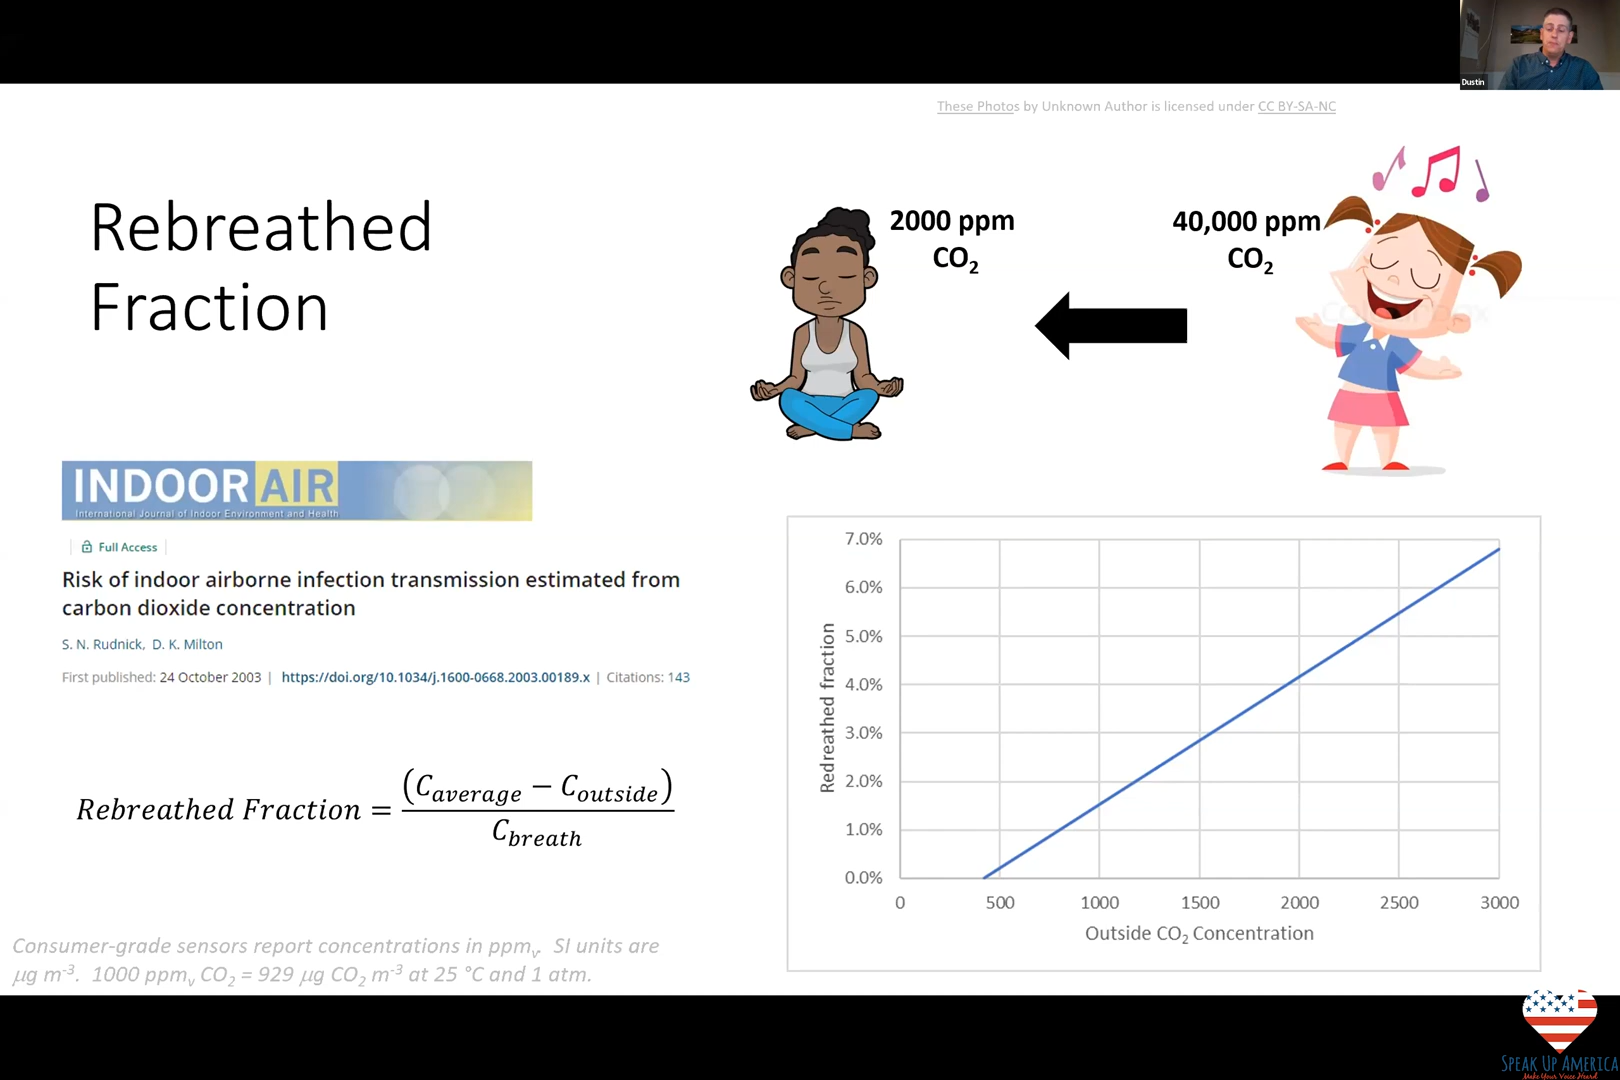 Dustin
These Photos by Unknown Author is licensed under CC BY-SA-NC
Rebreathed
Fraction
2000 ppm
CO2
40,000 ppm
CO2
INDOOR AIR
International Journal of Indoor Environment and Health
Full Access
Risk of indoor airborne infection transmission estimated from
carbon dioxide concentration
S. N. Rudnick, D. K. Milton
First published: 24 October 2003 | https://doi.org/10.1034/j.1600-0668.2003.00189.x | Citations: 143
Rebreathed Fraction = (Caverage − Coutside)
Cbreath
Consumer-grade sensors report concentrations in ppmv. SI units are
µg m-3. 1000 ppmv CO2 = 929 µg CO2 m-3 at 25 °C and 1 atm.
7.0%
6.0%
5.0%
4.0%
3.0%
2.0%
1.0%
0.0%
Redreathed fraction
0 500 1000 1500 2000 2500 3000
Outside CO2 Concentration
SPEAK UP AMERICA
Make Your Voice Heard